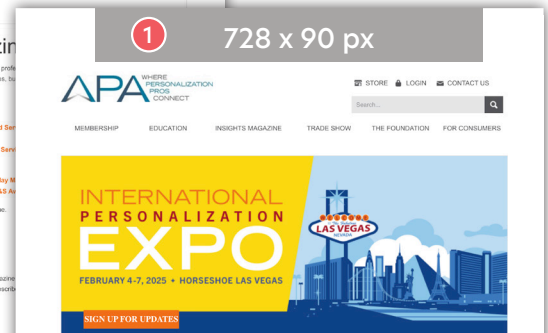 1 728 x 90 px
APA WHERE
PERSONALIZATION
PROS
CONNECT
STORE LOGIN CONTACT US
Search...
MEMBERSHIP EDUCATION INSIGHTS MAGAZINE TRADE SHOW THE FOUNDATION FOR CONSUMERS
INTERNATIONAL
PERSONALIZATION
EXPO
FEBRUARY 4-7, 2025 + HORSESHOE LAS VEGAS
SIGN UP FOR UPDATES
LAS VEGAS
NEVADA